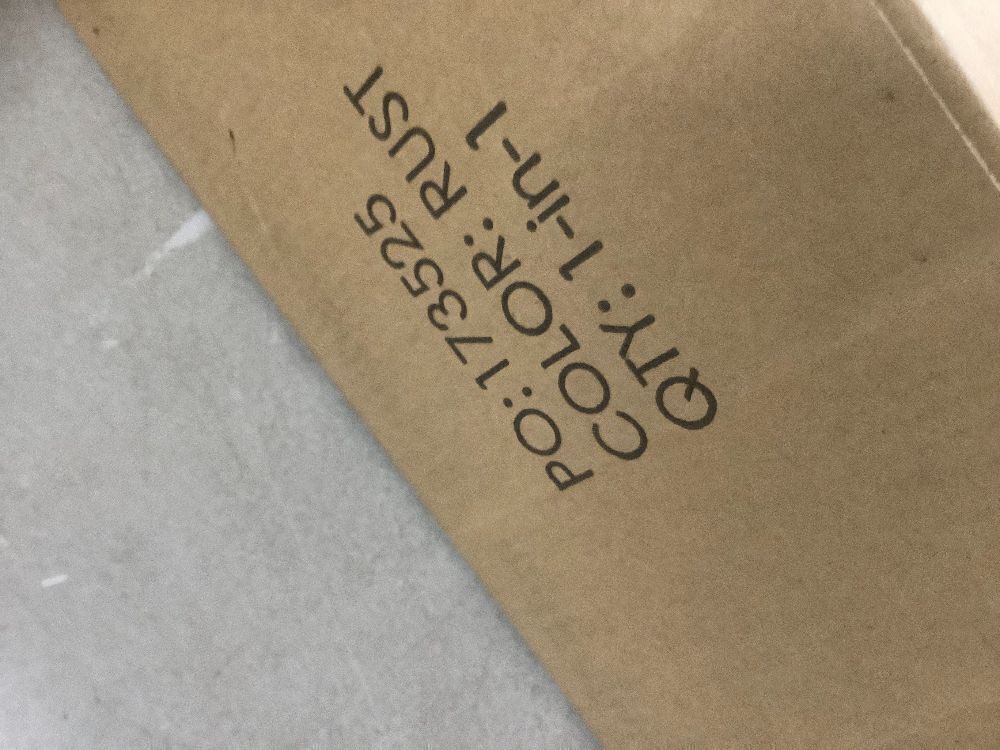 PO:173525
COLOR: RUST
QTY: 1-in-1